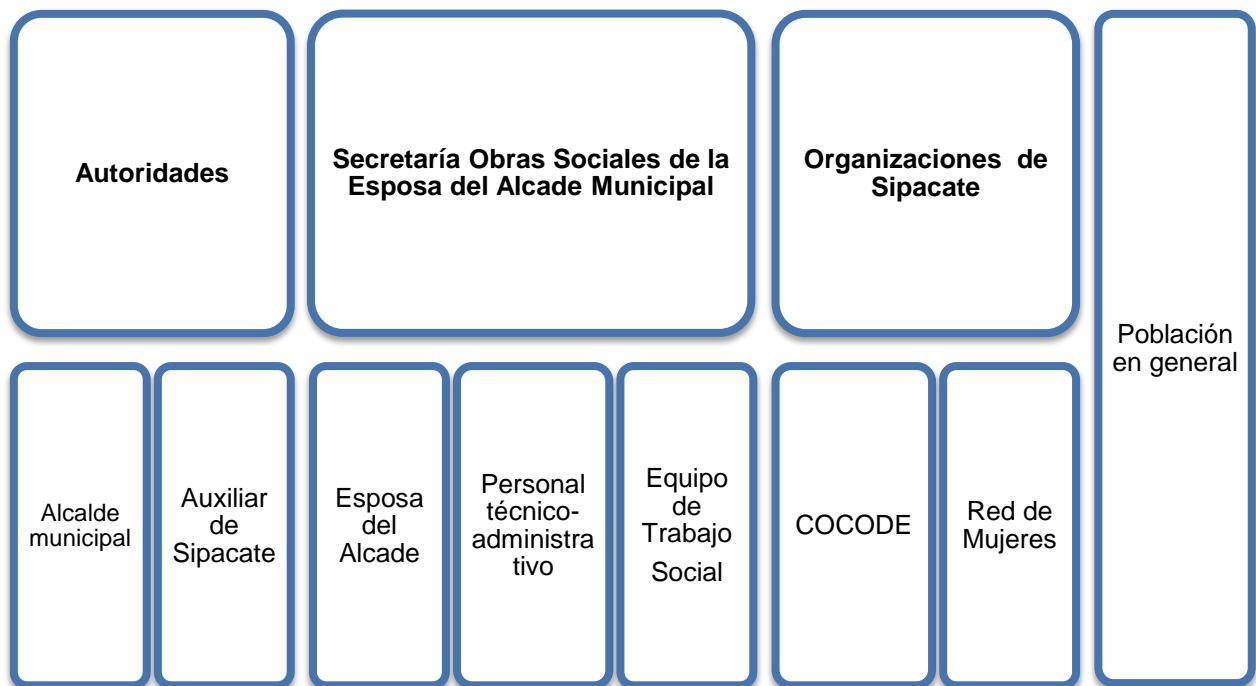 Autoridades
Secretaría Obras Sociales de la
Esposa del Alcade Municipal
Organizaciones de
Sipacate
Población
en general
Alcalde
municipal
Auxiliar
de
Sipacate
Esposa
del
Alcade
Personal
técnico-
administra
tivo
Equipo
de
Trabajo
Social
COCODE
Red de
Mujeres